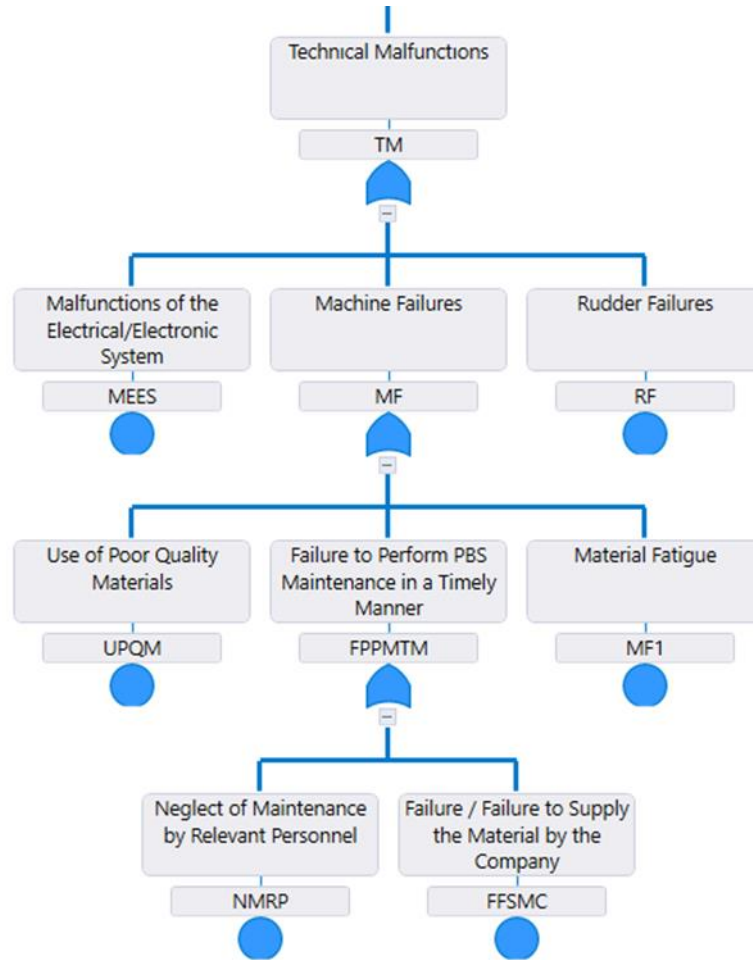 Technical Malfunctions
TM
Malfunctions of the
Electrical/Electronic
System
Machine Failures
Rudder Failures
MEES
MF
RF
Use of Poor Quality
Materials
Failure to Perform PBS
Maintenance in a Timely
Manner
Material Fatigue
UPQM
FPPMTM
MF1
Neglect of Maintenance
by Relevant Personnel
Failure / Failure to Supply
the Material by the
Company
NMRP
FFSMC